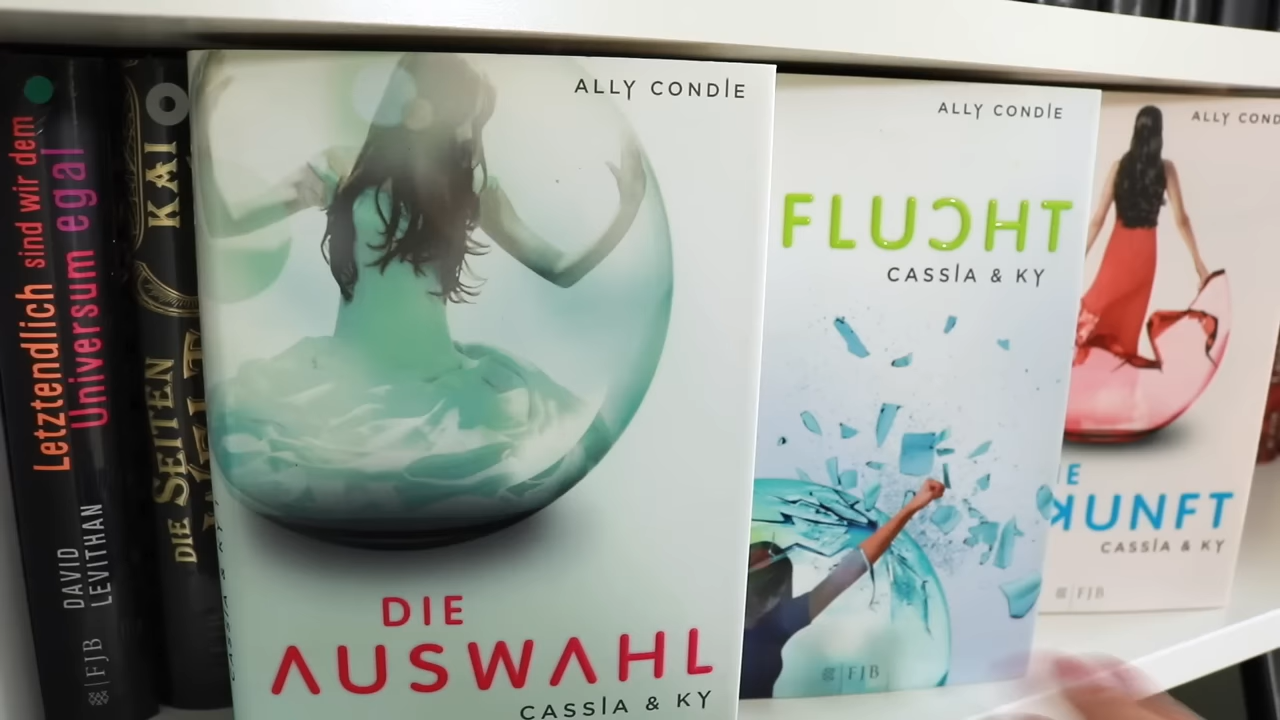 Letztendlich sind wir dem
Universum egal
DAVID
LEVITHAN
FJB
KAI
DIE SEITEN
ALLY CONDIE
DIE
AUSWAHL
CASSIA & KY
ALLY CONDIE
FLUCHT
CASSIA & KY
FJB
ALLY COND
KUNFT
CASSIA & KY
FJB